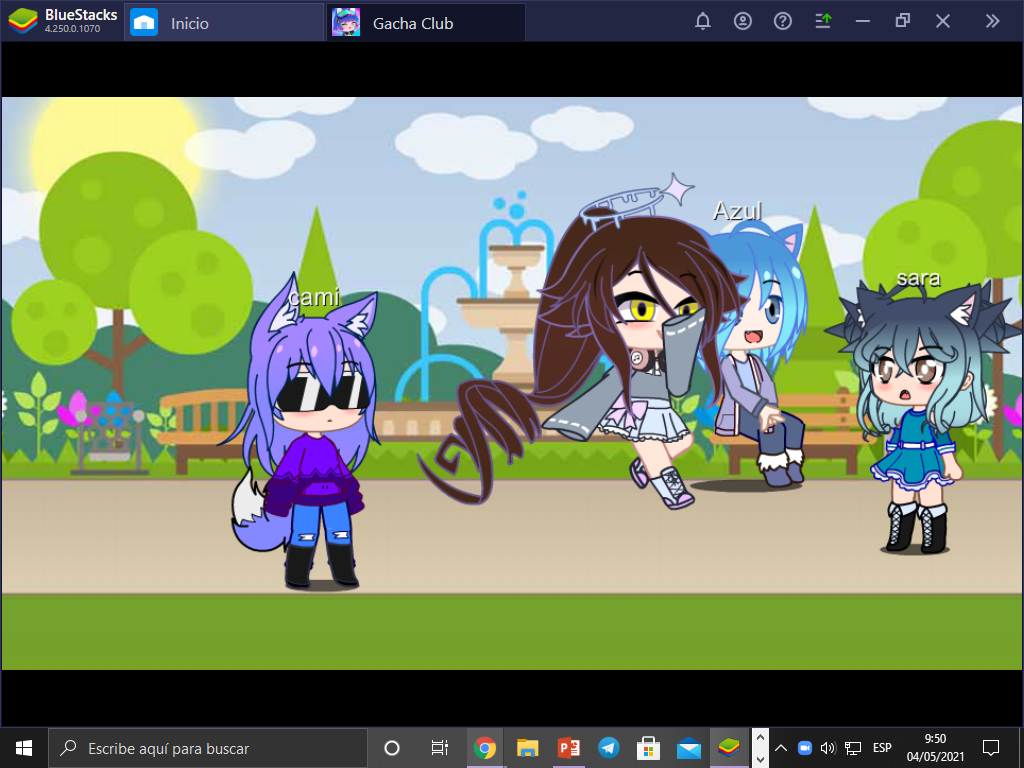 BlueStacks
4.250.0.1070
Inicio
Gacha Club
Azul
sara
cami
Escribe aquí para buscar
ESP
9:50
04/05/2021